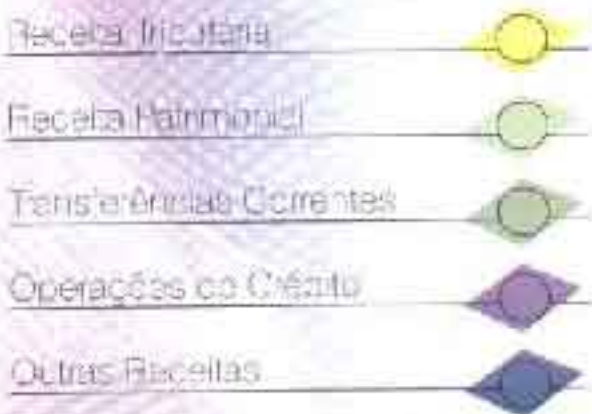 Receita Tributária
Receita Patrimonial
Transferências Correntes
Operações de Crédito
Outras Receitas